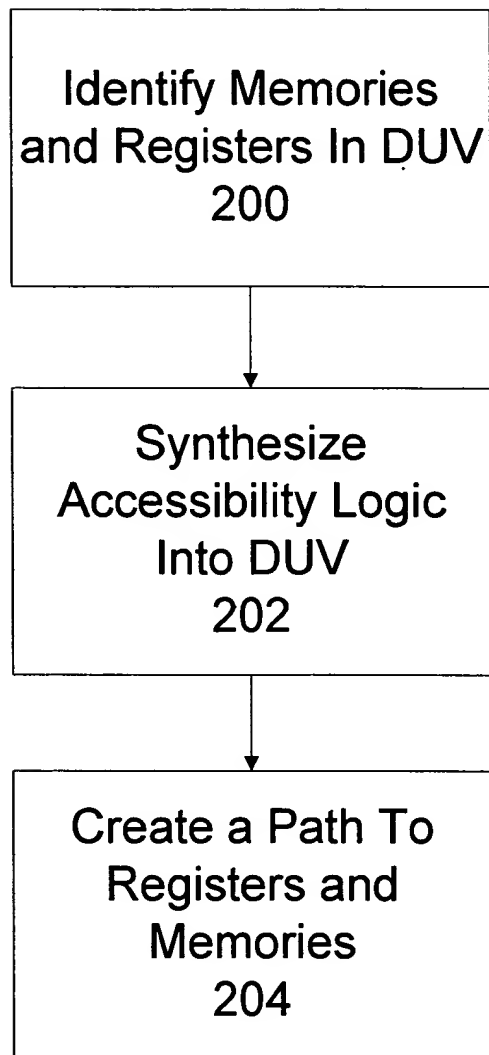 Identify Memories
and Registers In DUV
200
Synthesize
Accessibility Logic
Into DUV
202
Create a Path To
Registers and
Memories
204